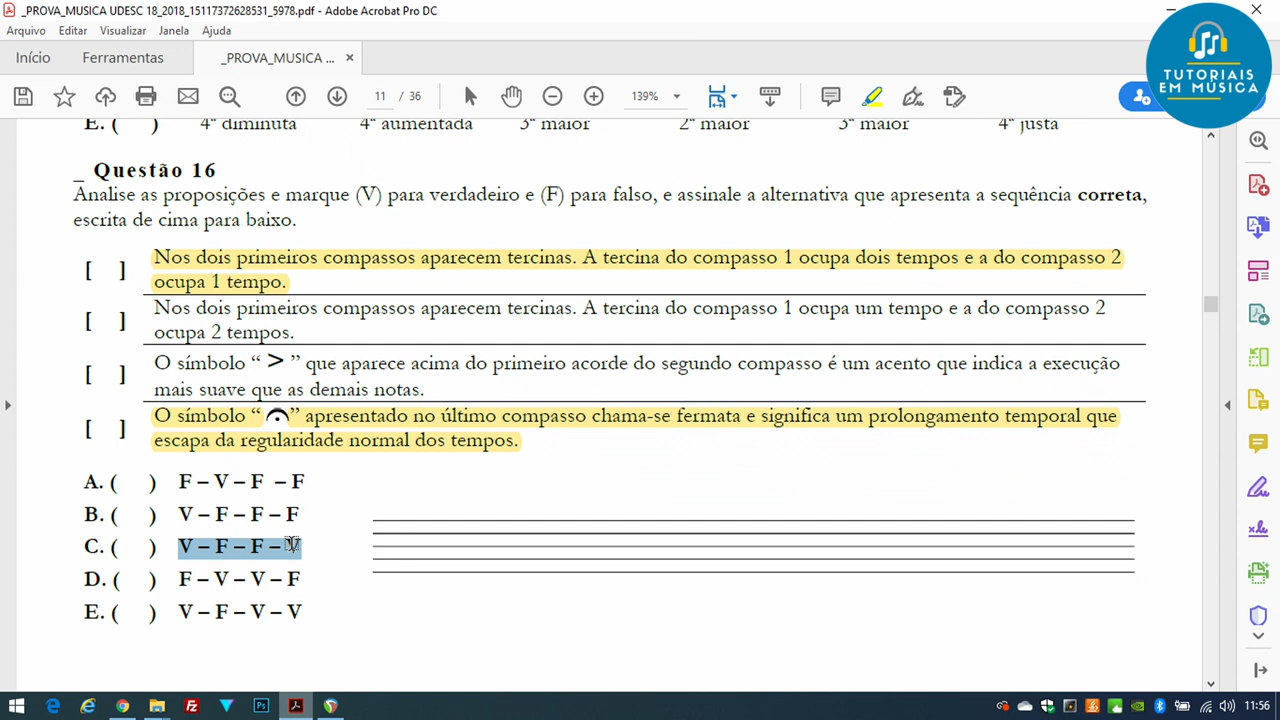 _PROVA_MUSICA UDESC 18_2018_15117372628531_5978.pdf - Adobe Acrobat Pro DC
Arquivo Editar Visualizar Janela Ajuda
Início Ferramentas _PROVA_MUSICA ... ×
TUTORIAIS
EM MÚSICA
11 / 36 139%
E. ( ) 4ª diminuta 4ª aumentada 3ª maior 2ª maior 3ª maior 4ª justa
_ Questão 16
Analise as proposições e marque (V) para verdadeiro e (F) para falso, e assinale a alternativa que apresenta a sequência correta,
escrita de cima para baixo.
[ ] Nos dois primeiros compassos aparecem tercinas. A tercina do compasso 1 ocupa dois tempos e a do compasso 2
ocupa 1 tempo.
[ ] Nos dois primeiros compassos aparecem tercinas. A tercina do compasso 1 ocupa um tempo e a do compasso 2
ocupa 2 tempos.
[ ] O símbolo “ > ” que aparece acima do primeiro acorde do segundo compasso é um acento que indica a execução
mais suave que as demais notas.
[ ] O símbolo “ 𝄐 ” apresentado no último compasso chama-se fermata e significa um prolongamento temporal que
escapa da regularidade normal dos tempos.
A. ( ) F – V – F – F
B. ( ) V – F – F – F
C. ( ) V – F – F – V
D. ( ) F – V – V – F
E. ( ) V – F – V – V
11:56